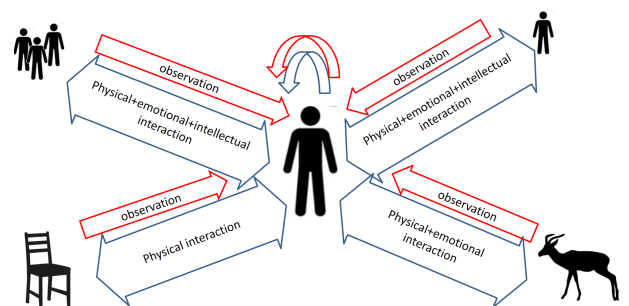 observation
Physical+emotional+intellectual
interaction
observation
Physical+emotional+intellectual
interaction
observation
Physical interaction
observation
Physical+emotional
interaction